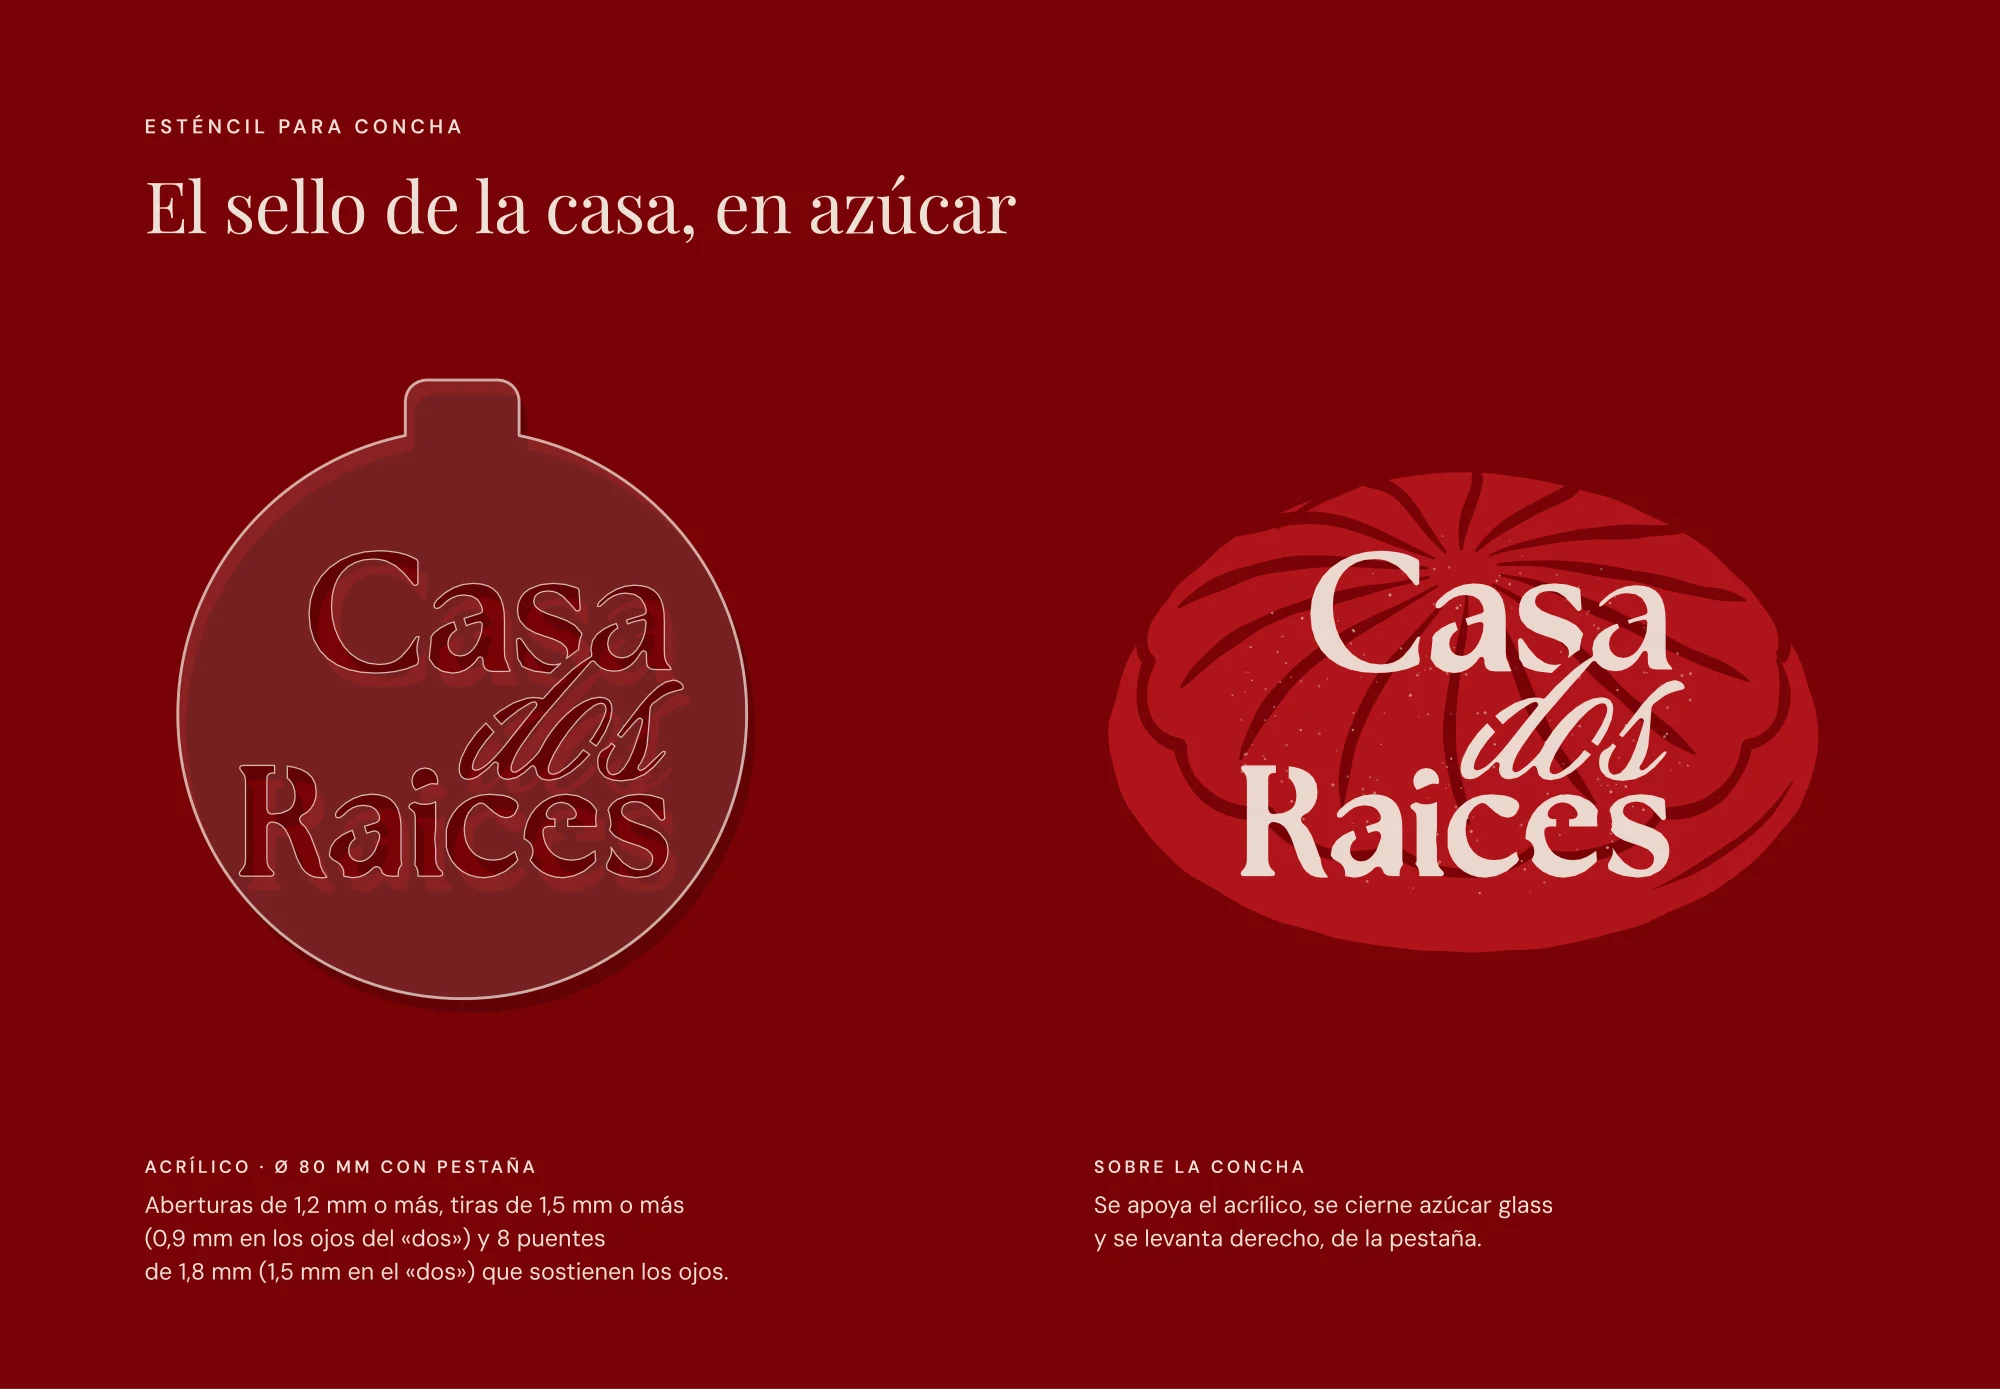 ESTÉNCIL PARA CONCHA
El sello de la casa, en azúcar
Casa
dos
Raices
Casa
dos
Raices
ACRÍLICO · Ø 80 MM CON PESTAÑA
Aberturas de 1,2 mm o más, tiras de 1,5 mm o más
(0,9 mm en los ojos del «dos») y 8 puentes
de 1,8 mm (1,5 mm en el «dos») que sostienen los ojos.
SOBRE LA CONCHA
Se apoya el acrílico, se cierne azúcar glass
y se levanta derecho, de la pestaña.